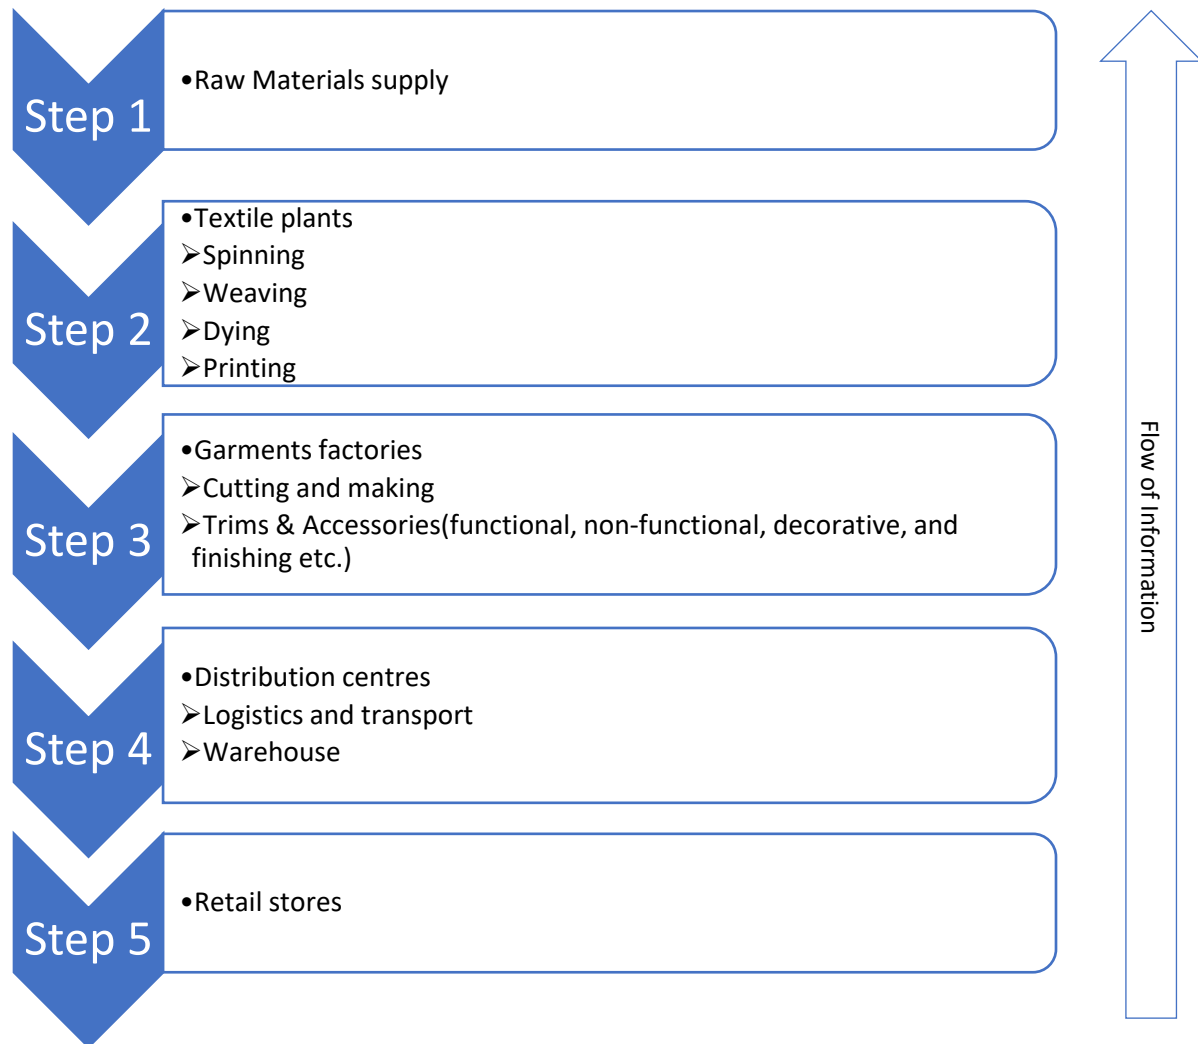 Step 1
•Raw Materials supply
Step 2
•Textile plants
➢Spinning
➢Weaving
➢Dying
➢Printing
Step 3
•Garments factories
➢Cutting and making
➢Trims & Accessories(functional, non-functional, decorative, and
finishing etc.)
Step 4
•Distribution centres
➢Logistics and transport
➢Warehouse
Step 5
•Retail stores
Flow of Information